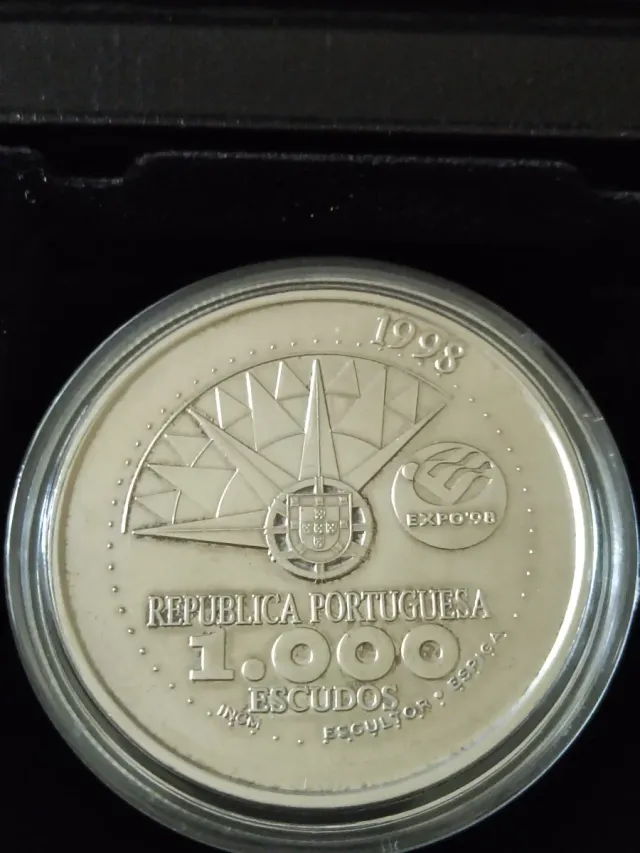 1998
EXPO'98
REPUBLICA PORTUGUESA
1.000
ESCUDOS
INCM
ESCULTOR • ESPIGA